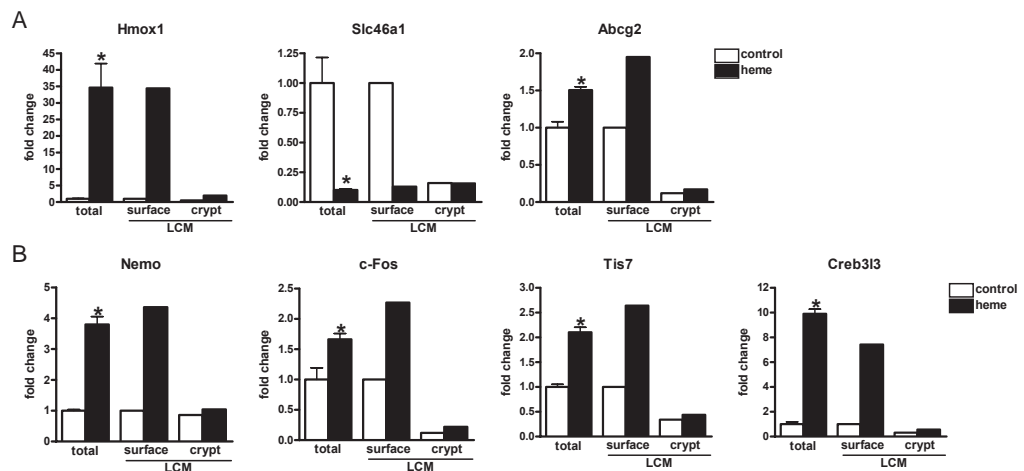 A
Hmox1
Slc46a1
Abcg2
control
heme
fold change
45
40
35
30
25
20
15
10
5
0
*
total
surface
crypt
LCM
fold change
1.25
1.00
0.75
0.50
0.25
0.00
*
total
surface
crypt
LCM
fold change
2.0
1.5
1.0
0.5
0.0
*
total
surface
crypt
LCM
B
Nemo
c-Fos
Tis7
Creb3l3
control
heme
fold change
5
4
3
2
1
0
*
total
surface
crypt
LCM
fold change
2.5
2.0
1.5
1.0
0.5
0.0
*
total
surface
crypt
LCM
fold change
3.0
2.5
2.0
1.5
1.0
0.5
0.0
*
total
surface
crypt
LCM
fold change
12
10
8
6
4
2
0
*
total
surface
crypt
LCM